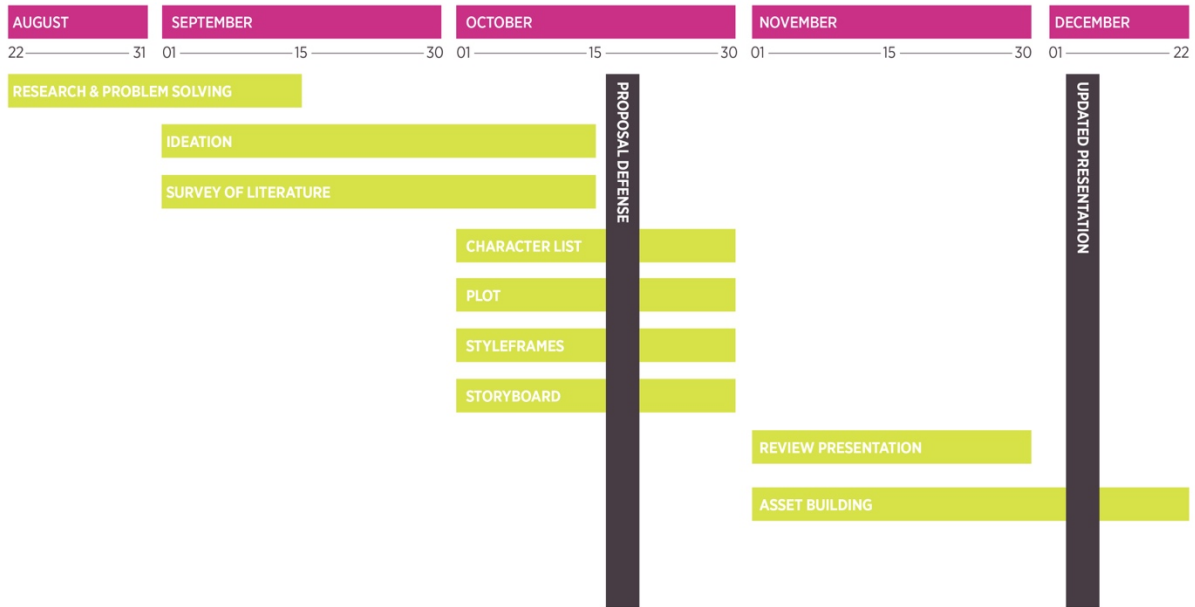 AUGUST SEPTEMBER OCTOBER NOVEMBER DECEMBER
22 31 01 15 30 01 15 30 01 15 30 01 22
RESEARCH & PROBLEM SOLVING
IDEATION
SURVEY OF LITERATURE
PROPOSAL DEFENSE
CHARACTER LIST
PLOT
STYLEFRAMES
STORYBOARD
REVIEW PRESENTATION
ASSET BUILDING
UPDATED PRESENTATION